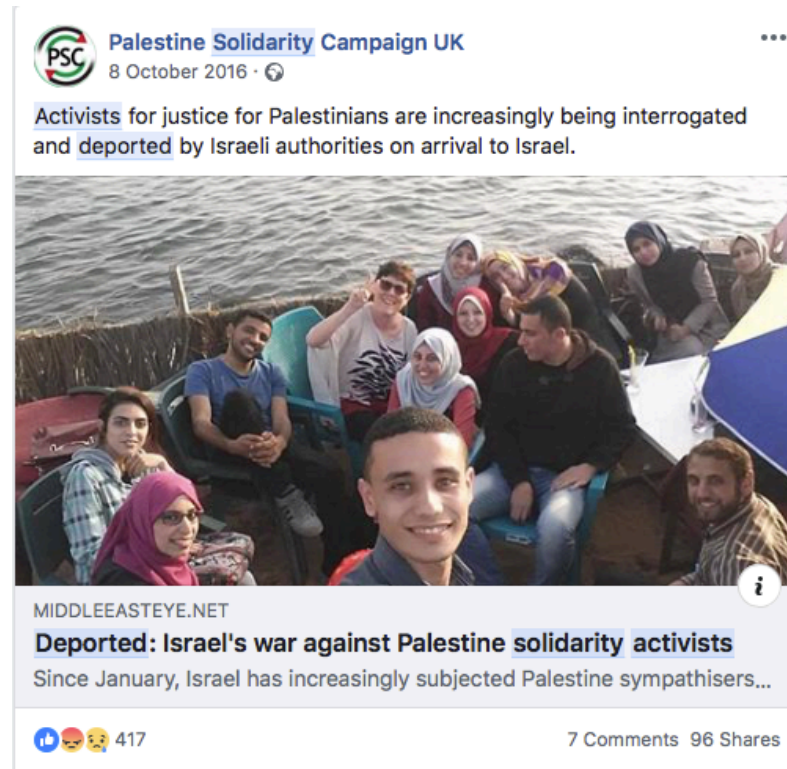 PSC
Palestine Solidarity Campaign UK
8 October 2016 ·
Activists for justice for Palestinians are increasingly being interrogated
and deported by Israeli authorities on arrival to Israel.
i
MIDDLEEASTEYE.NET
Deported: Israel's war against Palestine solidarity activists
Since January, Israel has increasingly subjected Palestine sympathisers...
417
7 Comments 96 Shares